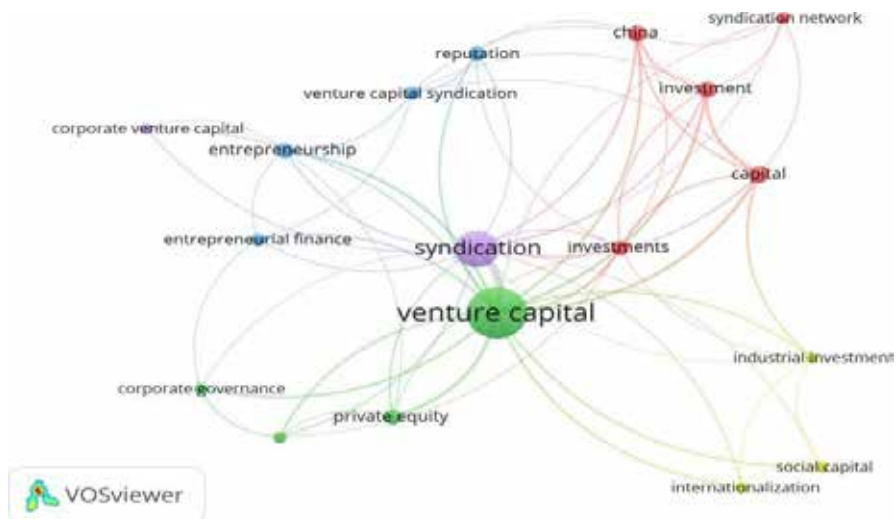 syndication network
china
reputation
investment
venture capital syndication
corporate venture capital
entrepreneurship
capital
entrepreneurial finance
syndication
investments
venture capital
industrial investment
corporate governance
private equity
social capital
internationalization
VOSviewer